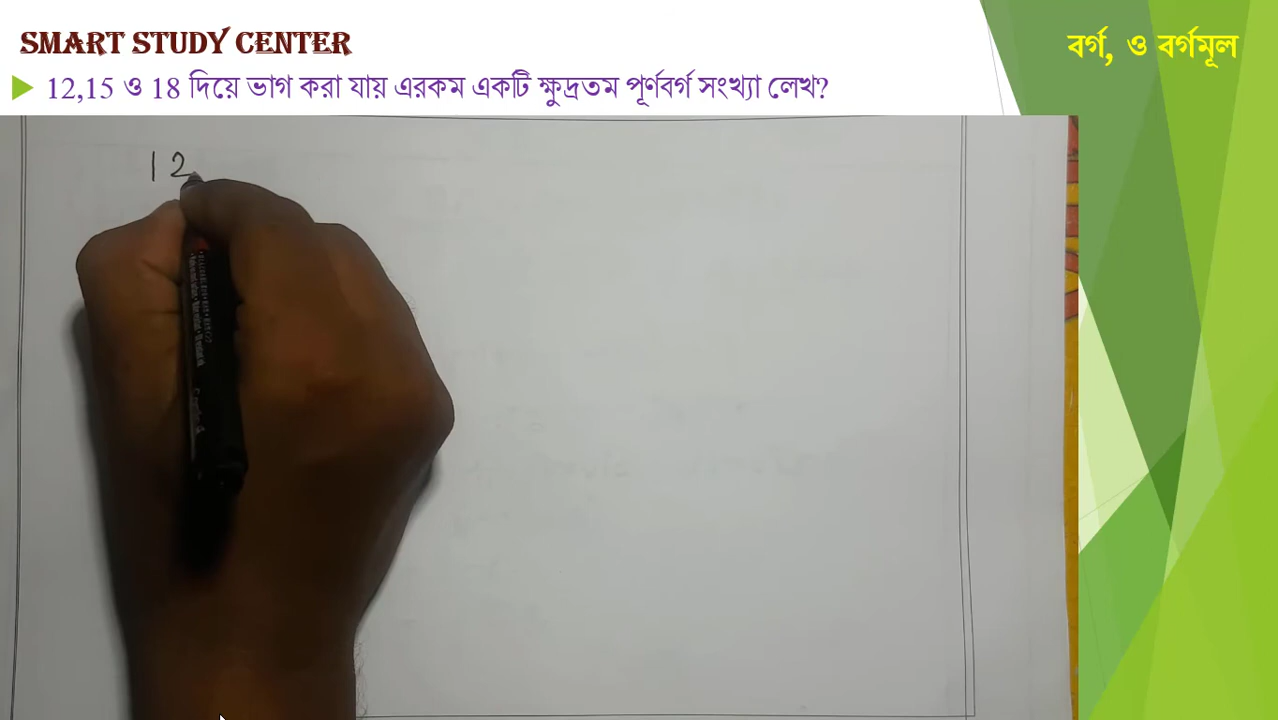 SMART STUDY CENTER
বর্গ, ও বর্গমূল
12,15 ও 18 দিয়ে ভাগ করা যায় এরকম একটি ক্ষুদ্রতম পূর্ণবর্গ সংখ্যা লেখ?
12